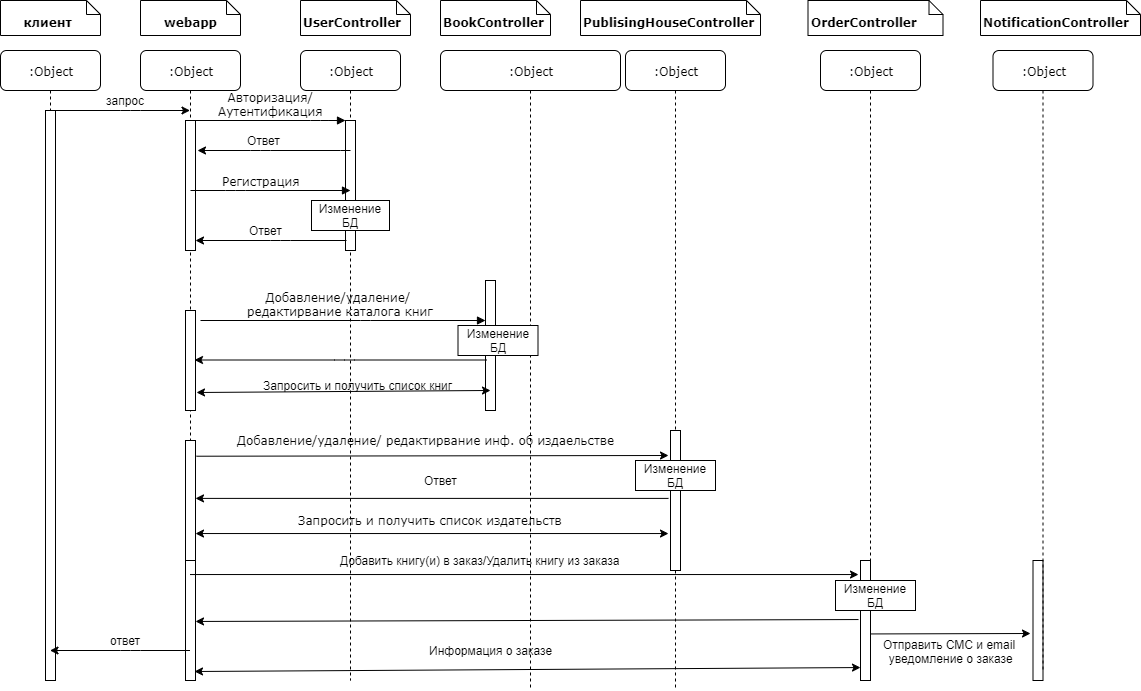 клиент
webapp
UserController
BookController
PublisingHouseController
OrderController
NotificationController
:Object
:Object
:Object
:Object
:Object
:Object
:Object
запрос
Авторизация/
Аутентификация
Ответ
Регистрация
Изменение
БД
Ответ
Добавление/удаление/
редактирвание каталога книг
Изменение
БД
Запросить и получить список книг
Добавление/удаление/ редактирвание инф. об издаельстве
Изменение
БД
Ответ
Запросить и получить список издательств
Добавить книгу(и) в заказ/Удалить книгу из заказа
Изменение
БД
ответ
Отправить СМС и email
уведомление о заказе
Информация о заказе